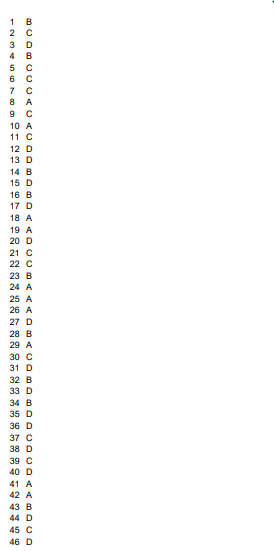 1 B
2 C
3 D
4 B
5 C
6 C
7 C
8 A
9 C
10 A
11 C
12 D
13 D
14 B
15 D
16 B
17 D
18 A
19 A
20 D
21 C
22 C
23 B
24 A
25 A
26 A
27 D
28 B
29 A
30 C
31 D
32 B
33 D
34 B
35 D
36 D
37 C
38 D
39 C
40 D
41 A
42 A
43 B
44 D
45 C
46 D